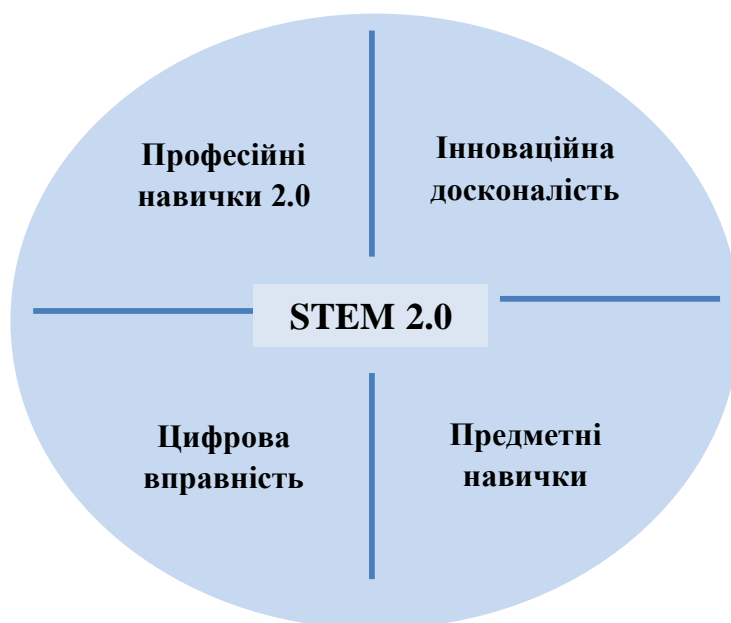 Професійні
навички 2.0
Інноваційна
досконалість
STEM 2.0
Цифрова
вправність
Предметні
навички